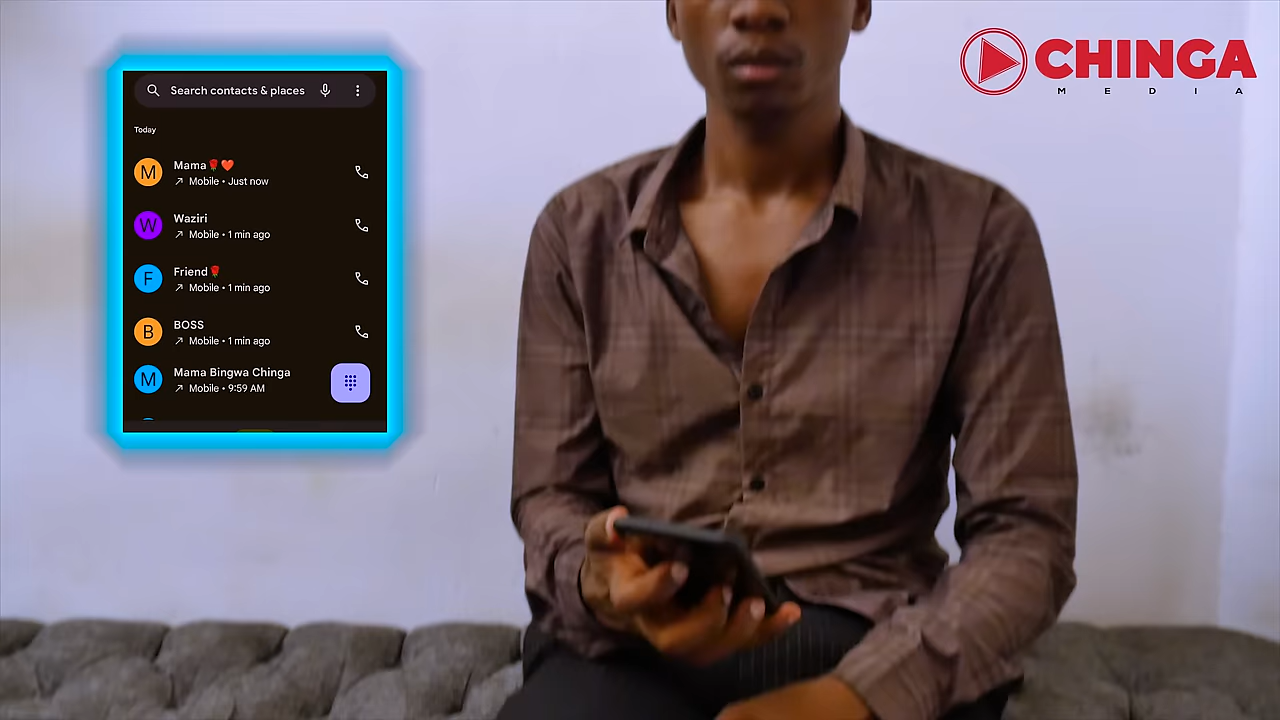 Search contacts & places
Today
M
Mama🌹❤️
Mobile • Just now
W
Waziri
Mobile • 1 min ago
F
Friend🌹
Mobile • 1 min ago
B
BOSS
Mobile • 1 min ago
M
Mama Bingwa Chinga
Mobile • 9:59 AM
CHINGA
MEDIA